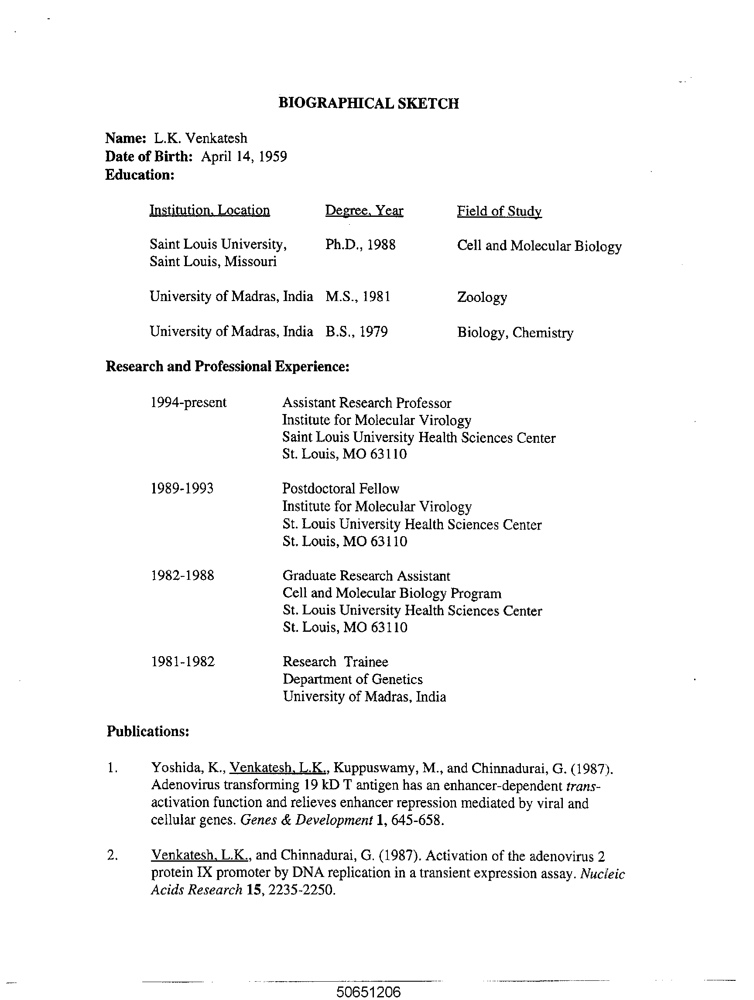 BIOGRAPHICAL SKETCH
Name: L.K. Venkatesh
Date of Birth: April 14, 1959
Education:
Institution, Location Degree, Year Field of Study
Saint Louis University, Ph.D., 1988 Cell and Molecular Biology
Saint Louis, Missouri
University of Madras, India M.S., 1981 Zoology
University of Madras, India B.S., 1979 Biology, Chemistry
Research and Professional Experience:
1994-present Assistant Research Professor
Institute for Molecular Virology
Saint Louis University Health Sciences Center
St. Louis, MO 63110
1989-1993 Postdoctoral Fellow
Institute for Molecular Virology
St. Louis University Health Sciences Center
St. Louis, MO 63110
1982-1988 Graduate Research Assistant
Cell and Molecular Biology Program
St. Louis University Health Sciences Center
St. Louis, MO 63110
1981-1982 Research Trainee
Department of Genetics
University of Madras, India
Publications:
1. Yoshida, K., Venkatesh, L.K., Kuppuswamy, M., and Chinnadurai, G. (1987).
Adenovirus transforming 19 kD T antigen has an enhancer-dependent trans-
activation function and relieves enhancer repression mediated by viral and
cellular genes. Genes & Development 1, 645-658.
2. Venkatesh, L.K., and Chinnadurai, G. (1987). Activation of the adenovirus 2
protein IX promoter by DNA replication in a transient expression assay. Nucleic
Acids Research 15, 2235-2250.
50651206